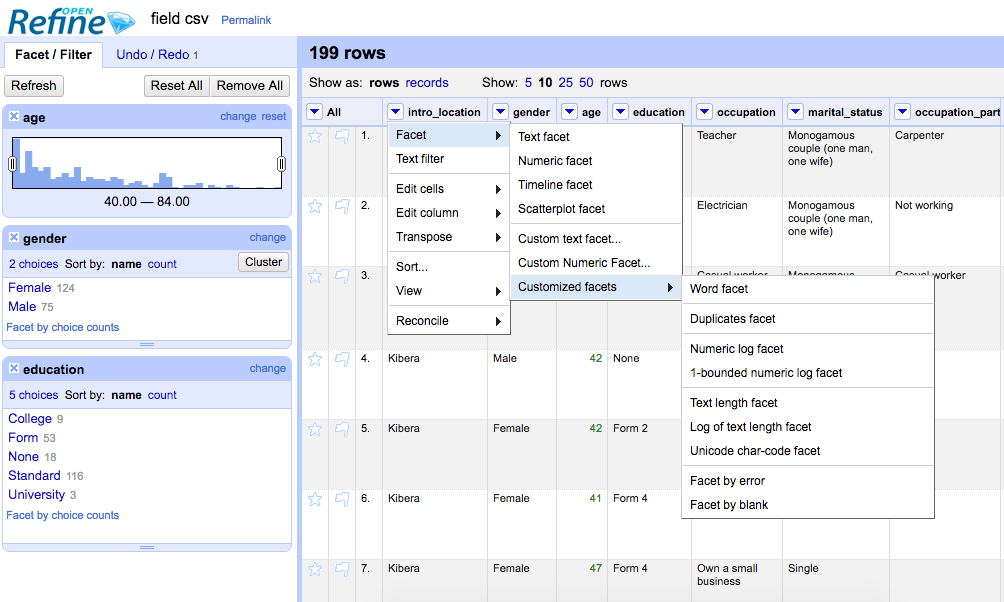 OPEN
Refine field csv Permalink
Facet / Filter Undo / Redo 1
Refresh Reset All Remove All
age change reset
40.00 — 84.00
gender change
2 choices Sort by: name count Cluster
Female 124
Male 75
Facet by choice counts
education change
5 choices Sort by: name count
College 9
Form 53
None 18
Standard 116
University 3
Facet by choice counts
199 rows
Show as: rows records Show: 5 10 25 50 rows
All intro_location gender age education occupation marital_status occupation_part
Facet
Text filter
Edit cells
Edit column
Transpose
Sort...
View
Reconcile
Text facet
Numeric facet
Timeline facet
Scatterplot facet
Custom text facet...
Custom Numeric Facet...
Customized facets
Word facet
Duplicates facet
Numeric log facet
1-bounded numeric log facet
Text length facet
Log of text length facet
Unicode char-code facet
Facet by error
Facet by blank
1. Teacher Monogamous Carpenter
couple (one man,
one wife)
2. Electrician Monogamous Not working
couple (one man,
one wife)
3. Casual worker Monogamous Casual worker
4. Kibera Male 42 None
5. Kibera Female 42 Form 2
6. Kibera Female 41 Form 4
7. Kibera Female 47 Form 4 Own a small Single
business